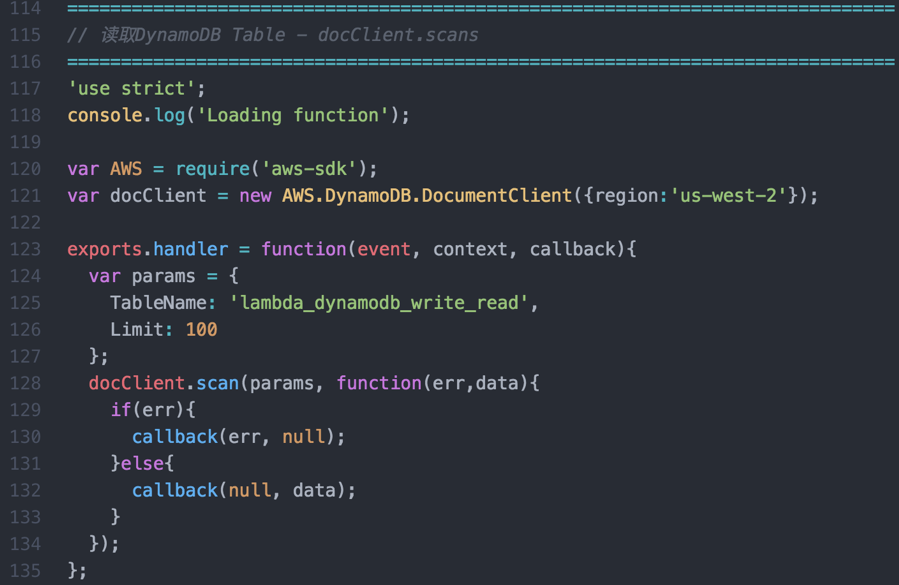 114 =============================================================================
115 // 读取DynamoDB Table - docClient.scans
116 =============================================================================
117 'use strict';
118 console.log('Loading function');
119
120 var AWS = require('aws-sdk');
121 var docClient = new AWS.DynamoDB.DocumentClient({region:'us-west-2'});
122
123 exports.handler = function(event, context, callback){
124   var params = {
125     TableName: 'lambda_dynamodb_write_read',
126     Limit: 100
127   };
128   docClient.scan(params, function(err,data){
129     if(err){
130       callback(err, null);
131     }else{
132       callback(null, data);
133     }
134   });
135 };